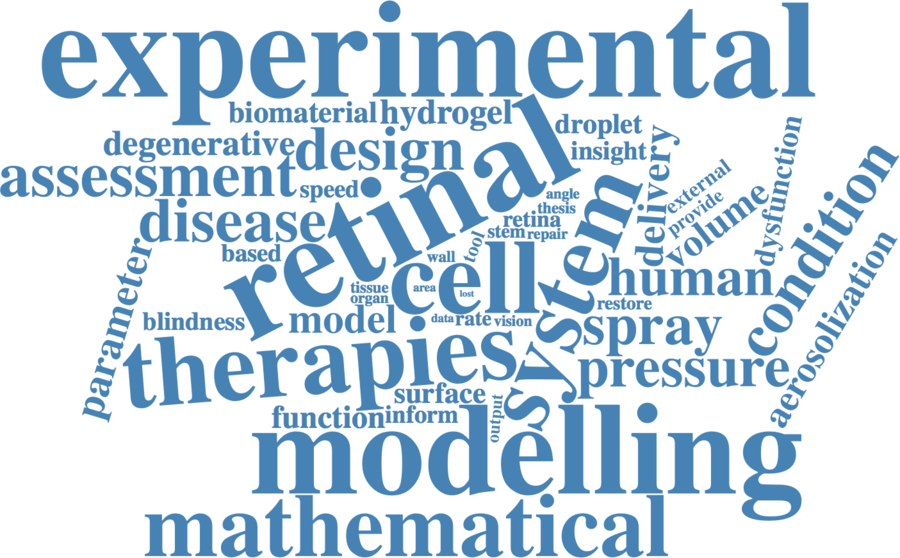 experimental
biomaterial
hydrogel
droplet
degenerative
design
insight
delivery
dysfunction
assessment
speed
retinal
external
provide
volume
condition
disease
angle
thesis
retina
stem
repair
system
based
tool
wall
cell
area
lost
human
parameter
tissue
organ
restore
aerosolization
blindness
model
data
rate
vision
spray
therapies
pressure
surface
function
inform
output
modelling
mathematical